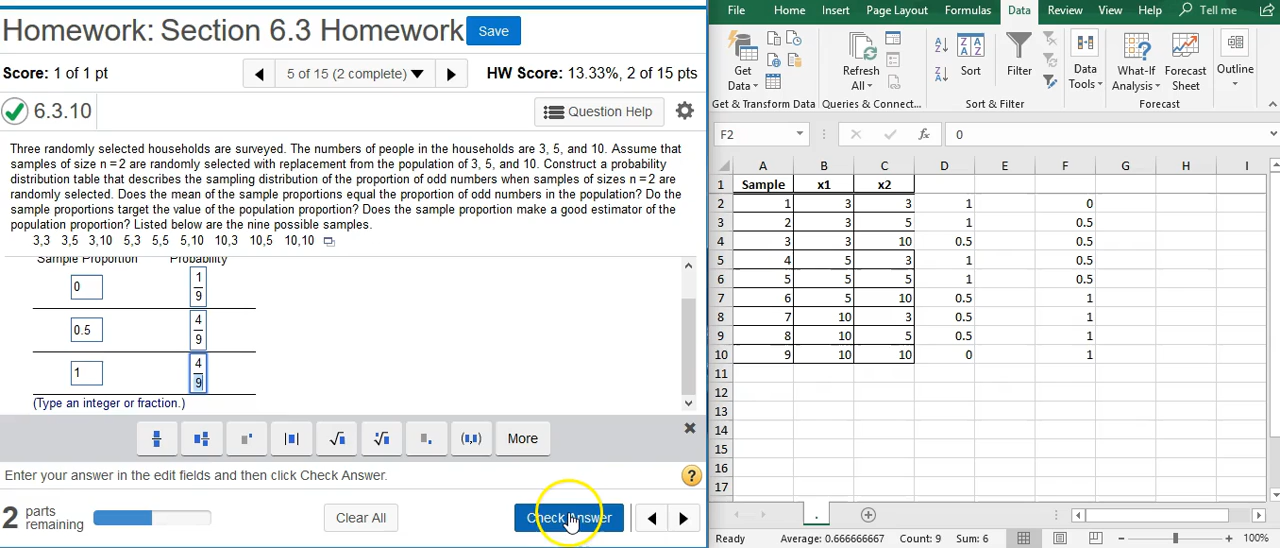 Homework: Section 6.3 Homework Save
Score: 1 of 1 pt 5 of 15 (2 complete) HW Score: 13.33%, 2 of 15 pts
6.3.10 Question Help
Three randomly selected households are surveyed. The numbers of people in the households are 3, 5, and 10. Assume that
samples of size n=2 are randomly selected with replacement from the population of 3, 5, and 10. Construct a probability
distribution table that describes the sampling distribution of the proportion of odd numbers when samples of sizes n=2 are
randomly selected. Does the mean of the sample proportions equal the proportion of odd numbers in the population? Do the
sample proportions target the value of the population proportion? Does the sample proportion make a good estimator of the
population proportion? Listed below are the nine possible samples.
3,3 3,5 3,10 5,3 5,5 5,10 10,3 10,5 10,10
Sample Proportion Probability
0 1/9
0.5 4/9
1 4/9
(Type an integer or fraction.)
More
Enter your answer in the edit fields and then click Check Answer. ?
2 parts remaining Clear All Check Answer
File Home Insert Page Layout Formulas Data Review View Help Tell me
Get Data Refresh All Sort Filter Data Tools What-If Analysis Forecast Sheet Outline
Get & Transform Data Queries & Connect... Sort & Filter Forecast
F2 fx 0
A B C D E F G H I
1 Sample x1 x2
2 1 3 3 1 0
3 2 3 5 1 0.5
4 3 3 10 0.5 0.5
5 4 5 3 1 0.5
6 5 5 5 1 0.5
7 6 5 10 0.5 1
8 7 10 3 0.5 1
9 8 10 5 0.5 1
10 9 10 10 0 1
11
12
13
14
15
16
17
Ready Average: 0.666666667 Count: 9 Sum: 6 100%